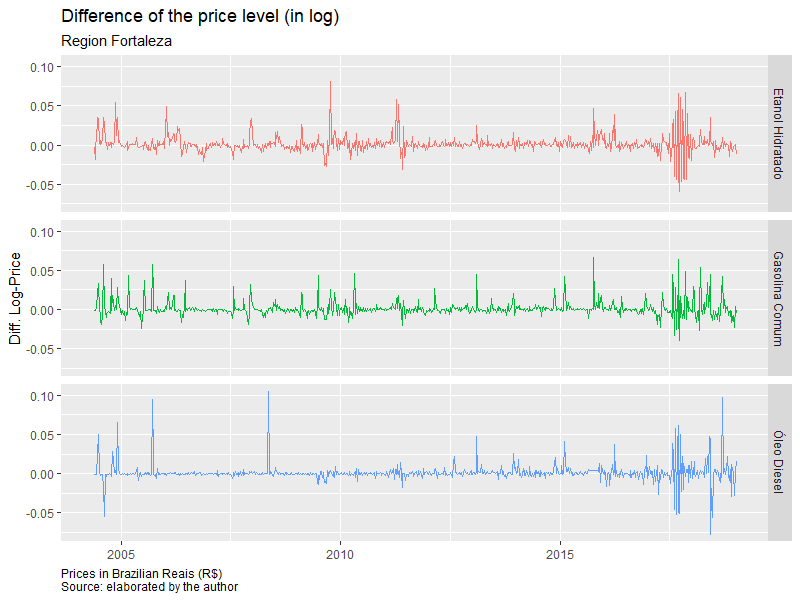 Difference of the price level (in log)
Region Fortaleza
0.10
0.05
0.00
-0.05
Etanol Hidratado
0.10
0.05
0.00
-0.05
Gasolina Comum
Diff. Log-Price
0.10
0.05
0.00
-0.05
Óleo Diesel
2005
2010
2015
Prices in Brazilian Reais (R$)
Source: elaborated by the author